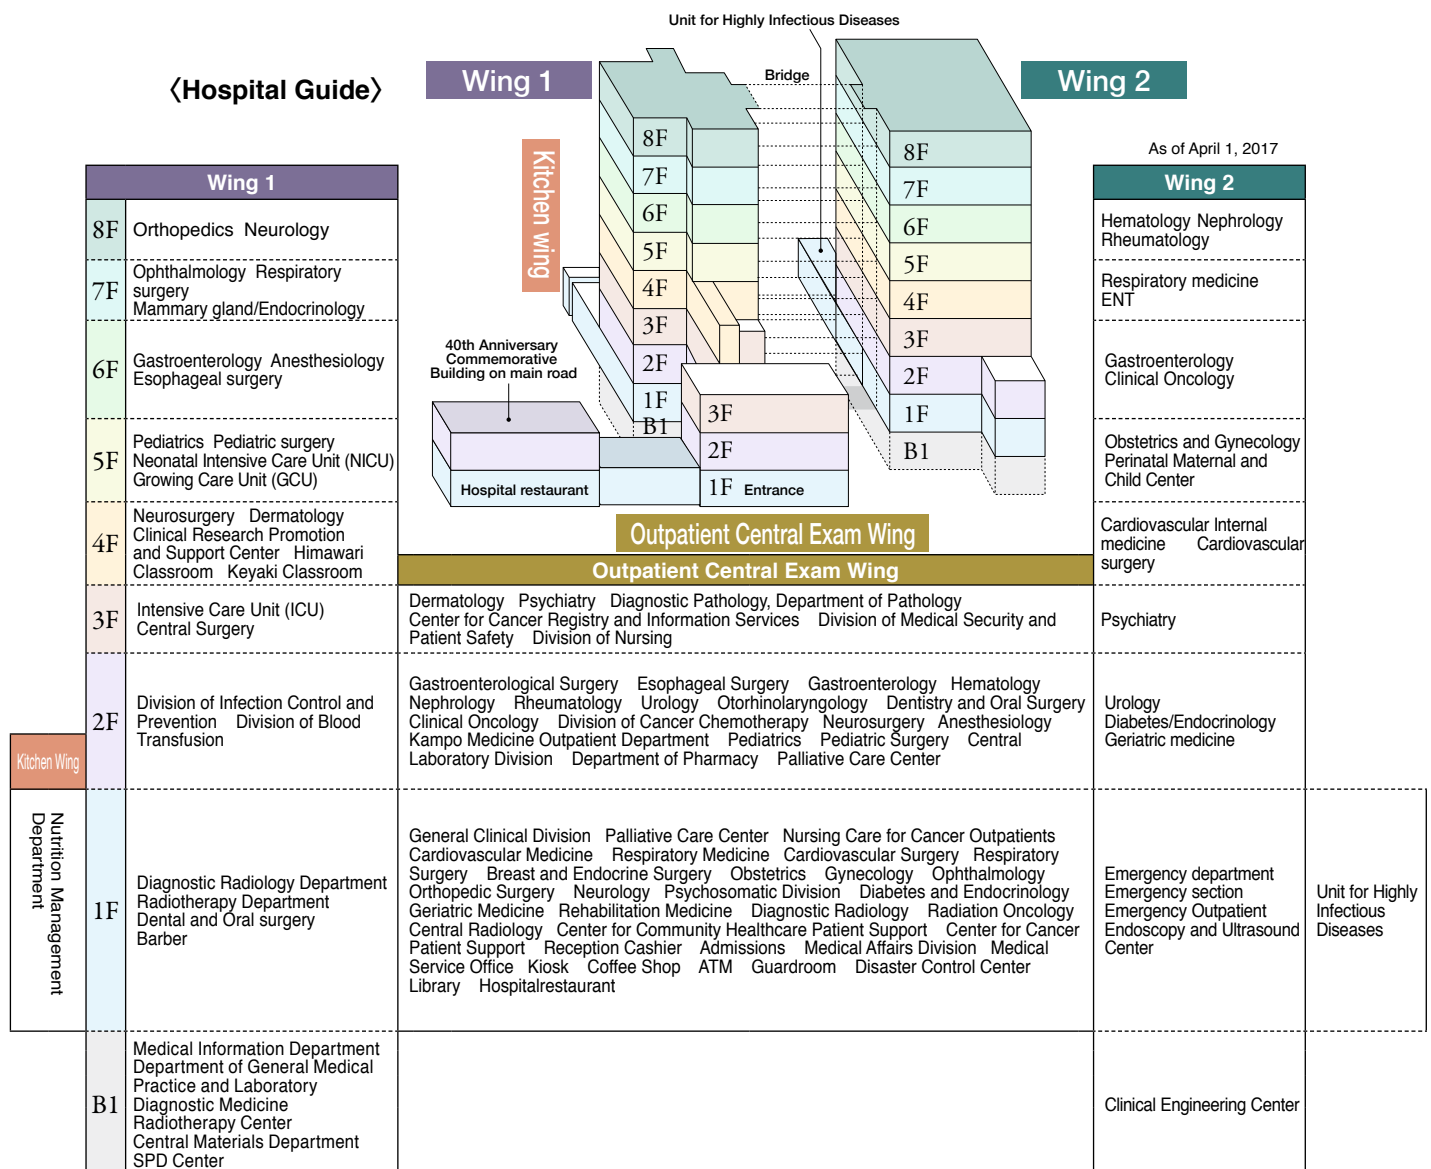 Unit for Highly Infectious Diseases
〈Hospital Guide〉
Wing 1
Bridge
Wing 2
Kitchen wing
8F
7F
6F
5F
4F
3F
2F
1F
B1
8F
7F
6F
5F
4F
3F
2F
1F
B1
40th Anniversary
Commemorative
Building on main road
3F
2F
1F Entrance
Hospital restaurant
Outpatient Central Exam Wing
As of April 1, 2017
Wing 1
Wing 2
8F
Orthopedics Neurology
Hematology Nephrology
Rheumatology
7F
Ophthalmology Respiratory
surgery
Mammary gland/Endocrinology
Respiratory medicine
ENT
6F
Gastroenterology Anesthesiology
Esophageal surgery
Gastroenterology
Clinical Oncology
5F
Pediatrics Pediatric surgery
Neonatal Intensive Care Unit (NICU)
Growing Care Unit (GCU)
Obstetrics and Gynecology
Perinatal Maternal and
Child Center
4F
Neurosurgery Dermatology
Clinical Research Promotion
and Support Center Himawari
Classroom Keyaki Classroom
Cardiovascular Internal
medicine Cardiovascular
surgery
Outpatient Central Exam Wing
3F
Intensive Care Unit (ICU)
Central Surgery
Dermatology Psychiatry Diagnostic Pathology, Department of Pathology
Center for Cancer Registry and Information Services Division of Medical Security and
Patient Safety Division of Nursing
Psychiatry
2F
Division of Infection Control and
Prevention Division of Blood
Transfusion
Gastroenterological Surgery Esophageal Surgery Gastroenterology Hematology
Nephrology Rheumatology Urology Otorhinolaryngology Dentistry and Oral Surgery
Clinical Oncology Division of Cancer Chemotherapy Neurosurgery Anesthesiology
Kampo Medicine Outpatient Department Pediatrics Pediatric Surgery Central
Laboratory Division Department of Pharmacy Palliative Care Center
Urology
Diabetes/Endocrinology
Geriatric medicine
Kitchen Wing
Nutrition Management
Department
1F
Diagnostic Radiology Department
Radiotherapy Department
Dental and Oral surgery
Barber
General Clinical Division Palliative Care Center Nursing Care for Cancer Outpatients
Cardiovascular Medicine Respiratory Medicine Cardiovascular Surgery Respiratory
Surgery Breast and Endocrine Surgery Obstetrics Gynecology Ophthalmology
Orthopedic Surgery Neurology Psychosomatic Division Diabetes and Endocrinology
Geriatric Medicine Rehabilitation Medicine Diagnostic Radiology Radiation Oncology
Central Radiology Center for Community Healthcare Patient Support Center for Cancer
Patient Support Reception Cashier Admissions Medical Affairs Division Medical
Service Office Kiosk Coffee Shop ATM Guardroom Disaster Control Center
Library Hospitalrestaurant
Emergency department
Emergency section
Emergency Outpatient
Endoscopy and Ultrasound
Center
Unit for Highly
Infectious
Diseases
B1
Medical Information Department
Department of General Medical
Practice and Laboratory
Diagnostic Medicine
Radiotherapy Center
Central Materials Department
SPD Center
Clinical Engineering Center